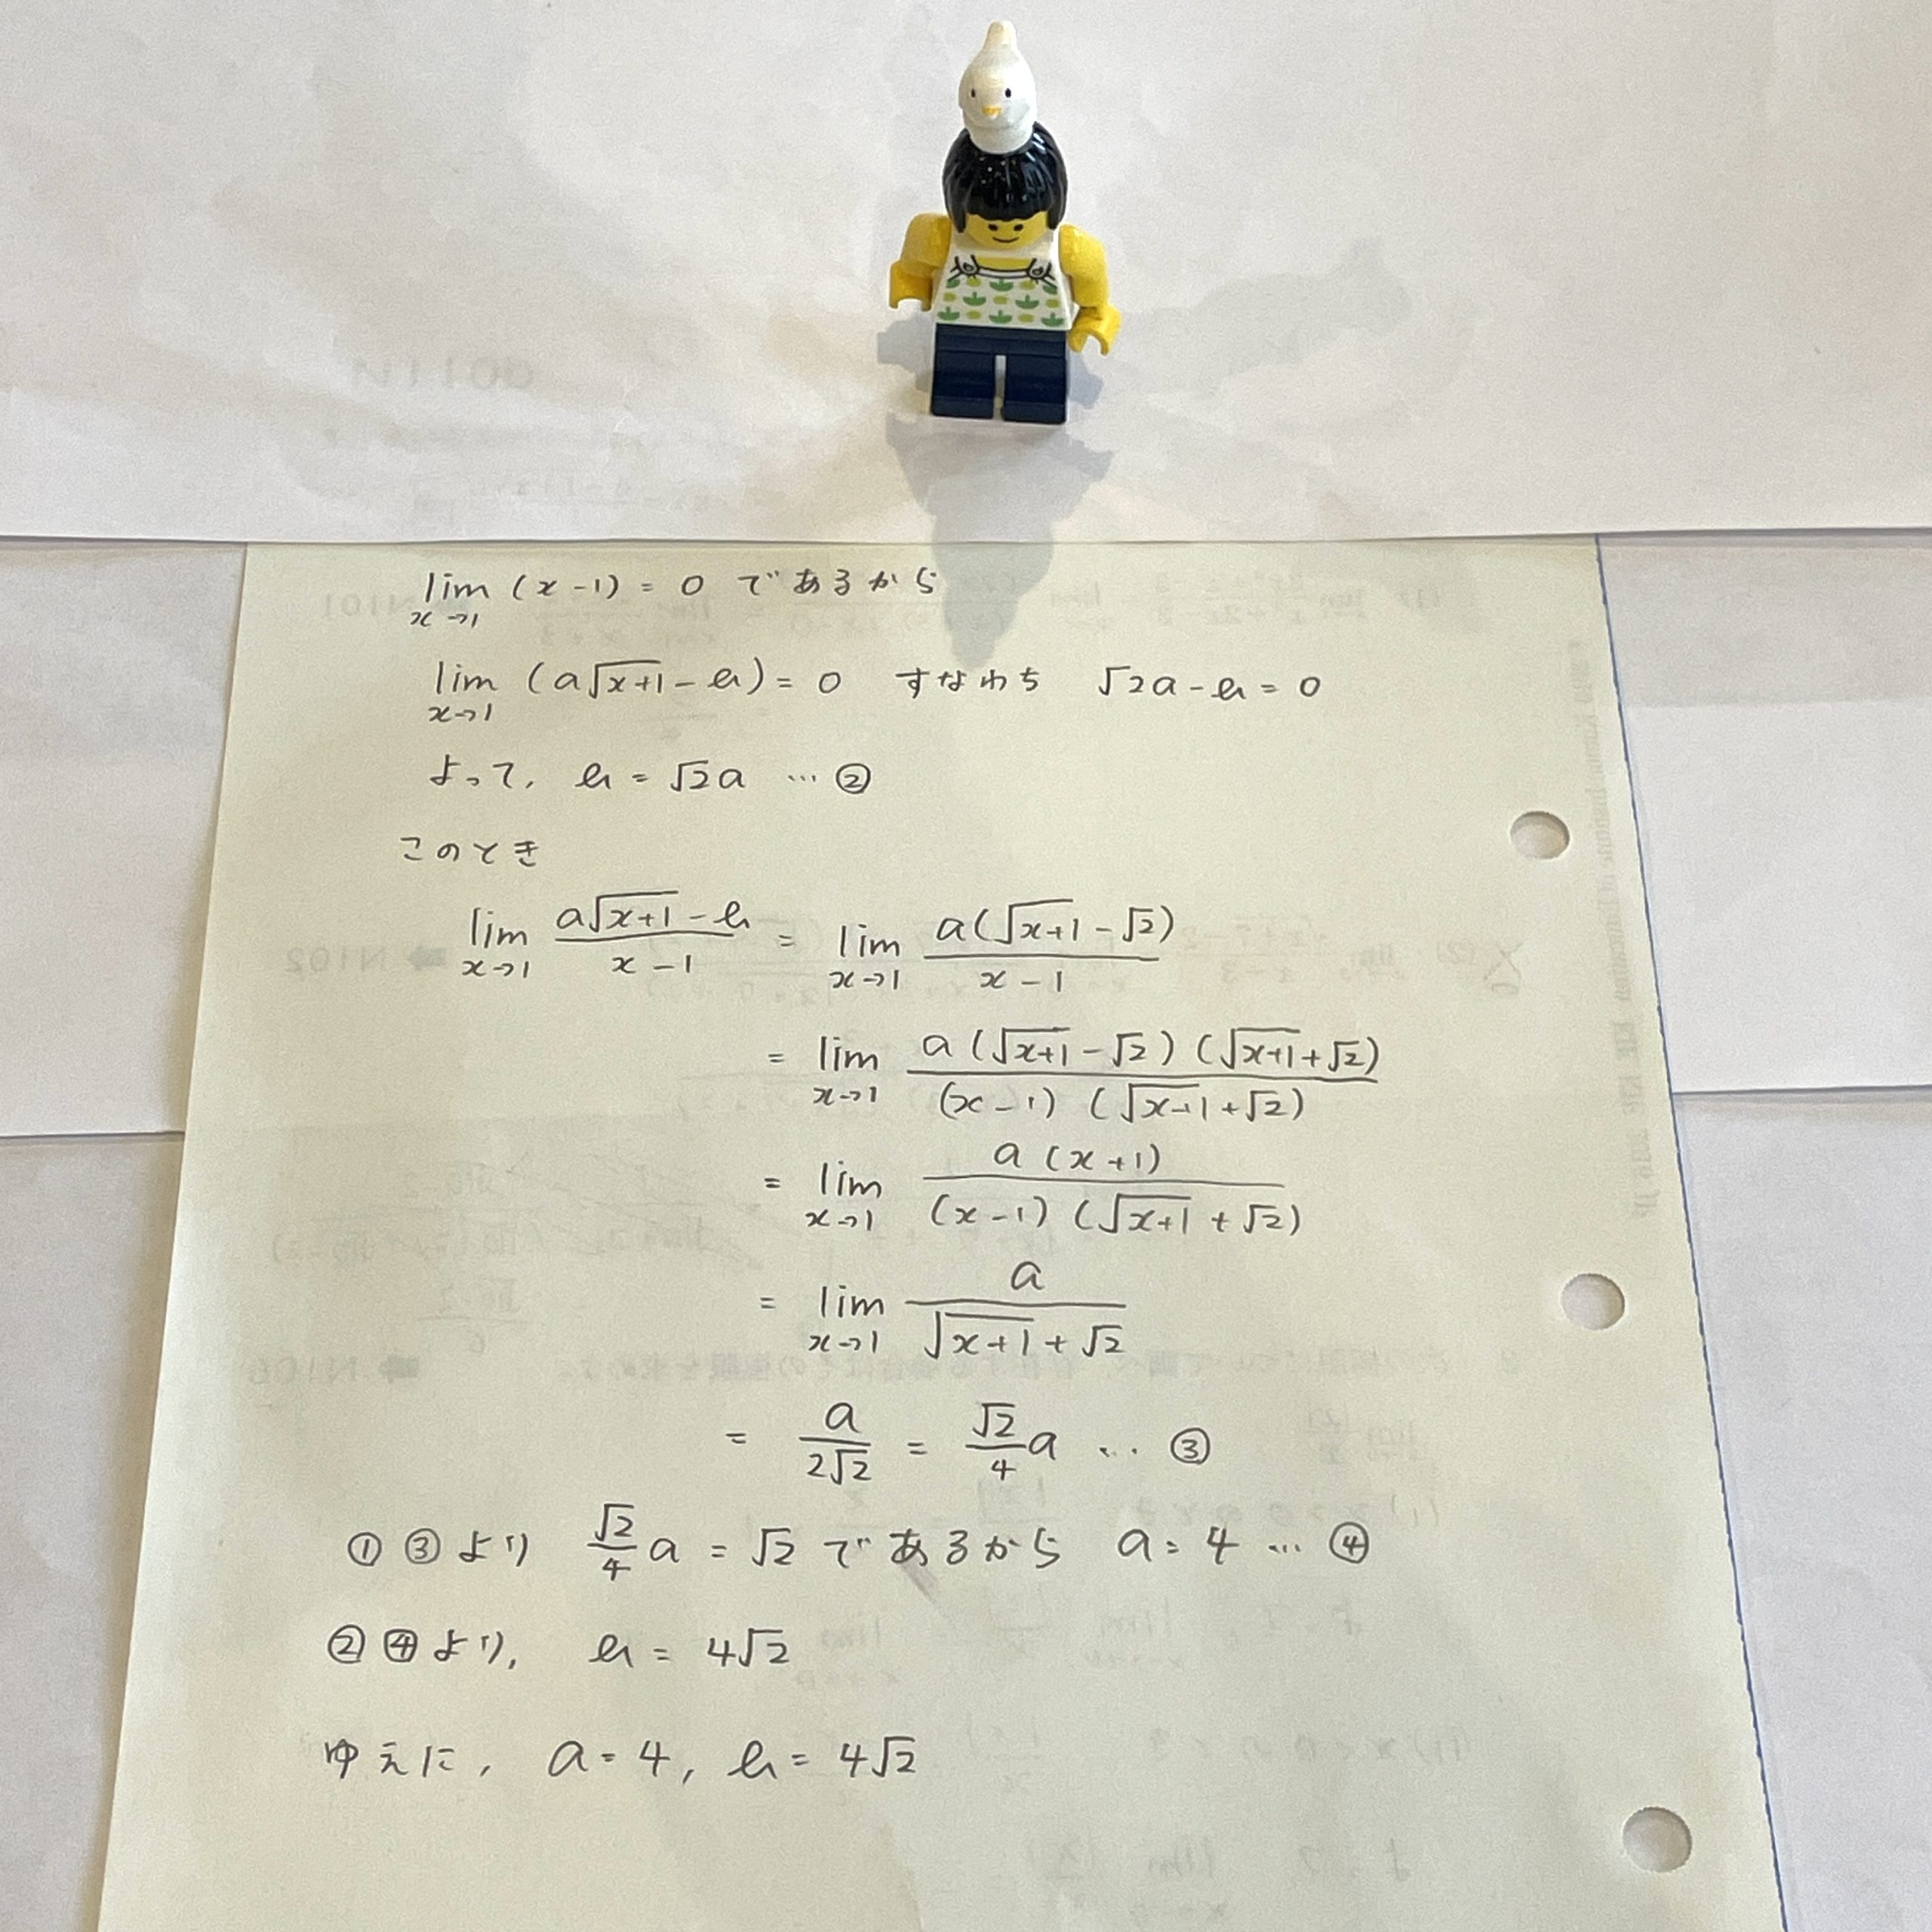 lim (x-1) = 0 であるから
x→1
lim (a√x+1 - b) = 0 すなわち √2a - b = 0
x→1
よって, b = √2a … ②
このとき
lim a√x+1 - b / x-1 = lim a(√x+1 - √2) / x-1
x→1 x→1
= lim a(√x+1 - √2)(√x+1 + √2) / (x-1)(√x+1 + √2)
x→1
= lim a(x+1) / (x-1)(√x+1 + √2)
x→1
= lim a / √x+1 + √2
x→1
= a / 2√2 = √2/4 a … ③
① ③ より √2/4 a = √2 であるから a = 4 … ④
② ④ より, b = 4√2
ゆえに, a = 4, b = 4√2